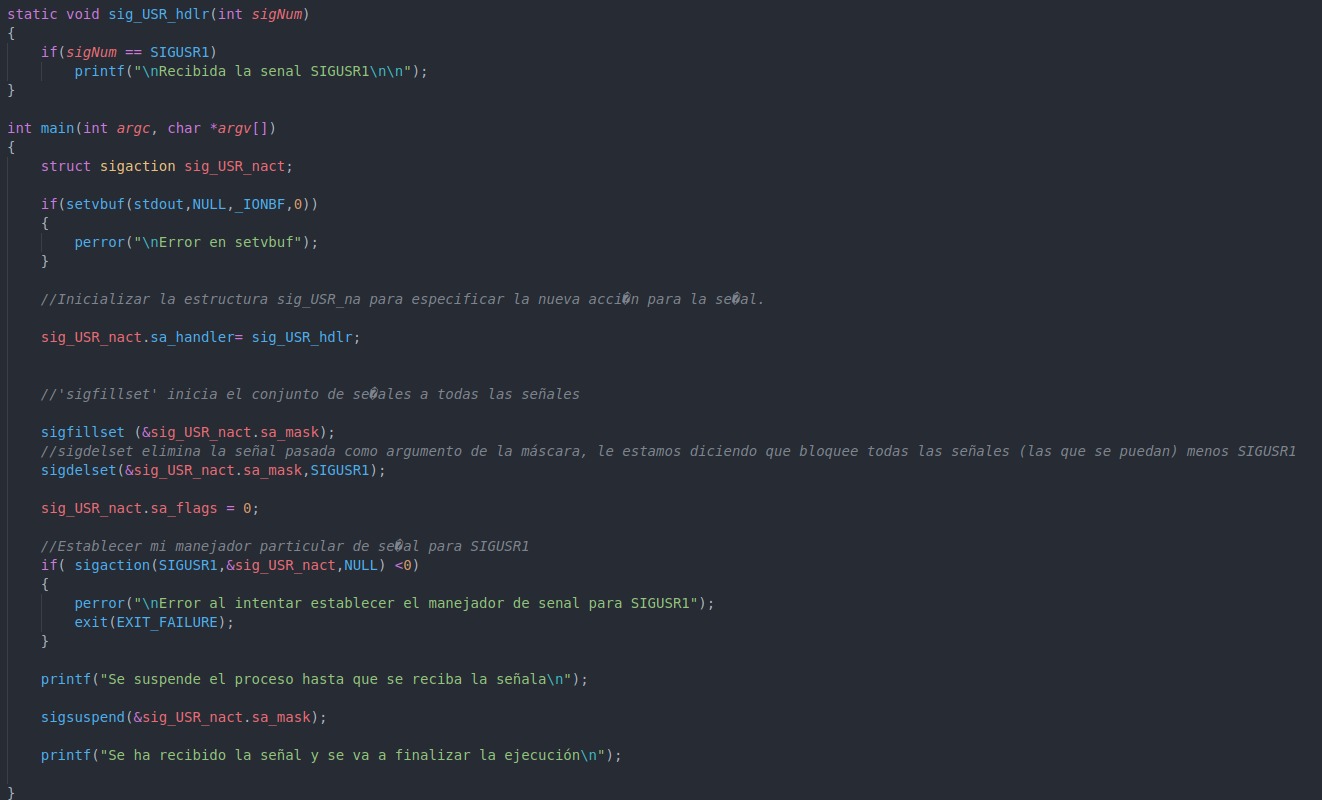 static void sig_USR_hdlr(int sigNum)
{
    if(sigNum == SIGUSR1)
        printf("\nRecibida la senal SIGUSR1\n\n");
}

int main(int argc, char *argv[])
{
    struct sigaction sig_USR_nact;

    if(setvbuf(stdout,NULL,_IONBF,0))
    {
        perror("\nError en setvbuf");
    }

    //Inicializar la estructura sig_USR_na para especificar la nueva acci�n para la se�al.

    sig_USR_nact.sa_handler= sig_USR_hdlr;


    //'sigfillset' inicia el conjunto de se�ales a todas las señales

    sigfillset (&sig_USR_nact.sa_mask);
    //sigdelset elimina la señal pasada como argumento de la máscara, le estamos diciendo que bloquee todas las señales (las que se puedan) menos SIGUSR1
    sigdelset(&sig_USR_nact.sa_mask,SIGUSR1);

    sig_USR_nact.sa_flags = 0;

    //Establecer mi manejador particular de se�al para SIGUSR1
    if( sigaction(SIGUSR1,&sig_USR_nact,NULL) <0)
    {
        perror("\nError al intentar establecer el manejador de senal para SIGUSR1");
        exit(EXIT_FAILURE);
    }

    printf("Se suspende el proceso hasta que se reciba la señala\n");

    sigsuspend(&sig_USR_nact.sa_mask);

    printf("Se ha recibido la señal y se va a finalizar la ejecución\n");

}